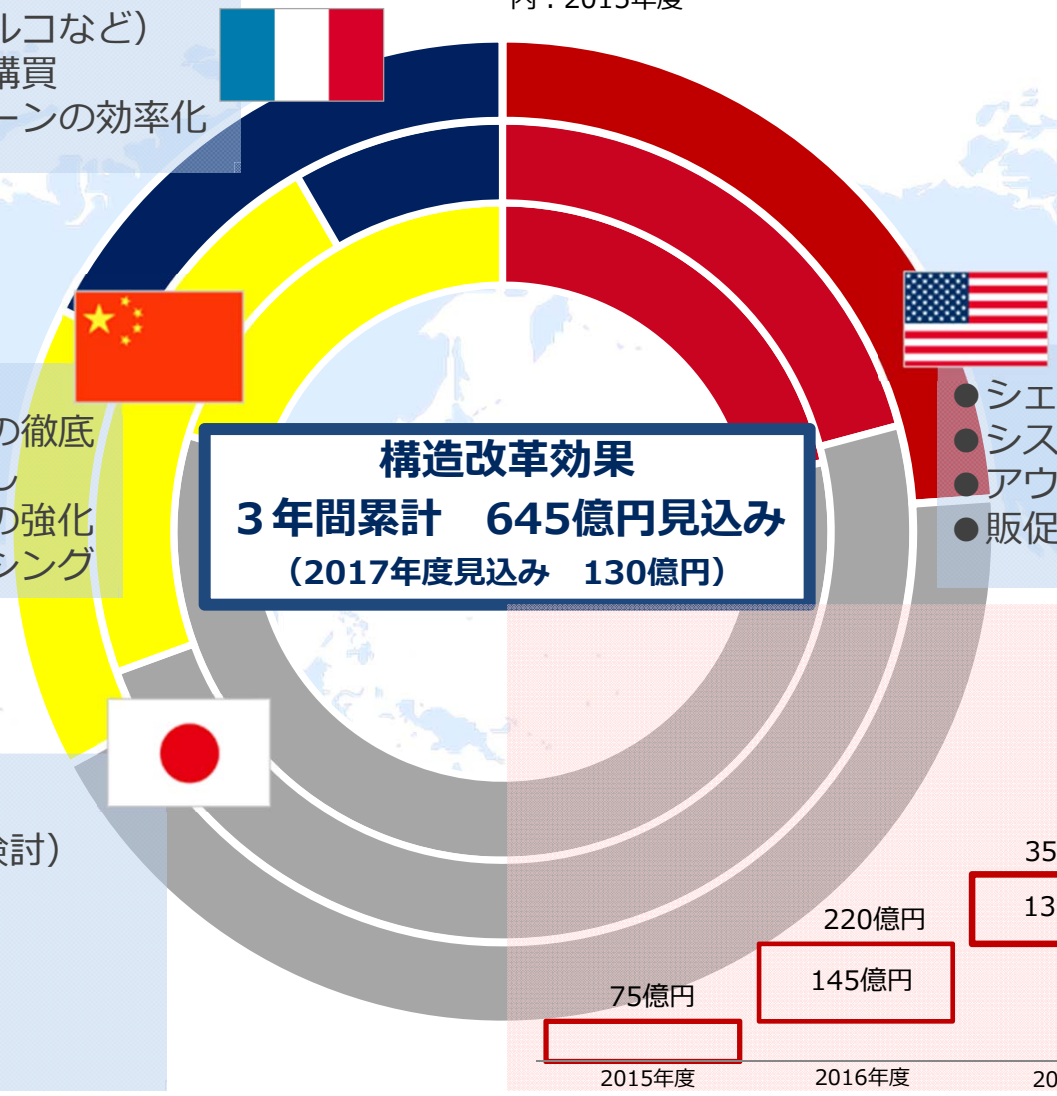 内：2015年度
ルコなど）
購買
ーンの効率化
の徹底
し
の強化
シング
構造改革効果
３年間累計　645億円見込み
（2017年度見込み　130億円）
●シェ
●シス
●アウ
●販促
検討）
35
13
220億円
145億円
75億円
2015年度
2016年度
20